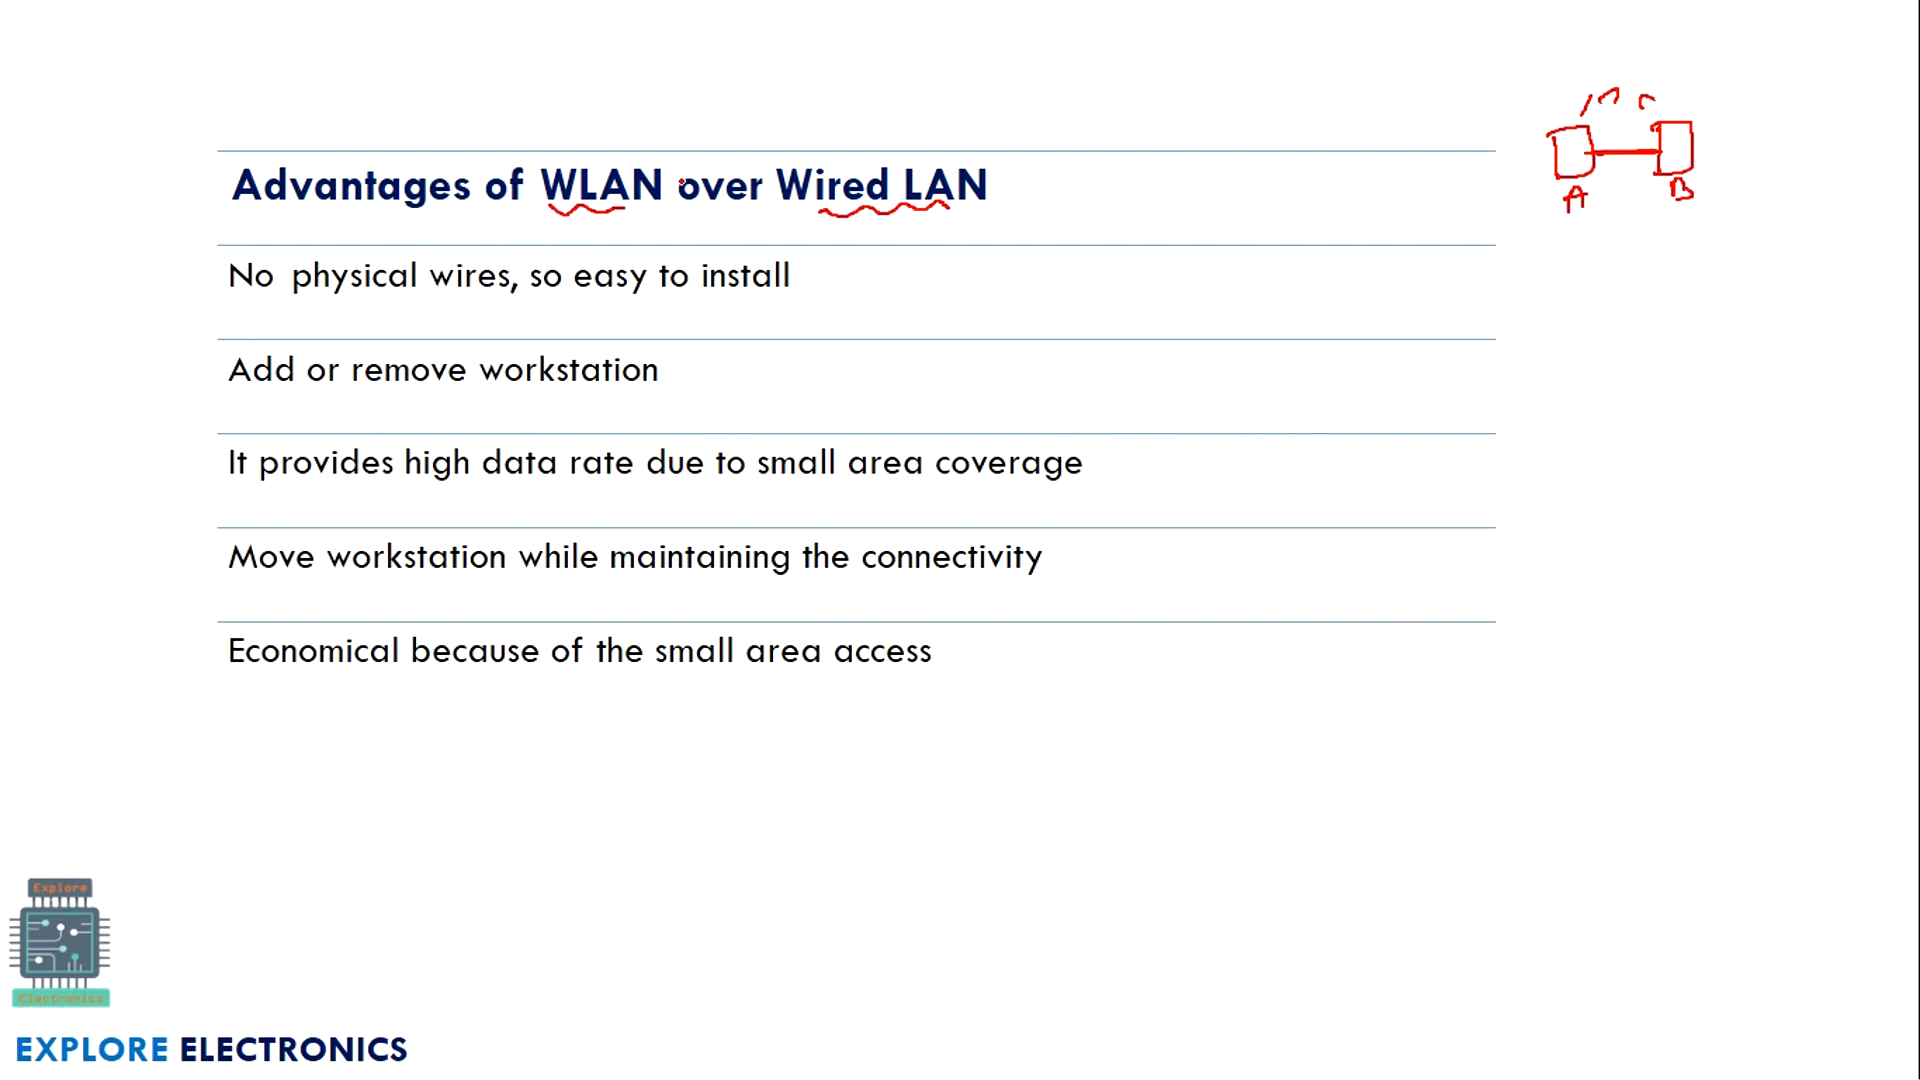 Advantages of WLAN over Wired LAN
A
B
No physical wires, so easy to install
Add or remove workstation
It provides high data rate due to small area coverage
Move workstation while maintaining the connectivity
Economical because of the small area access
Explore
Electronics
EXPLORE ELECTRONICS